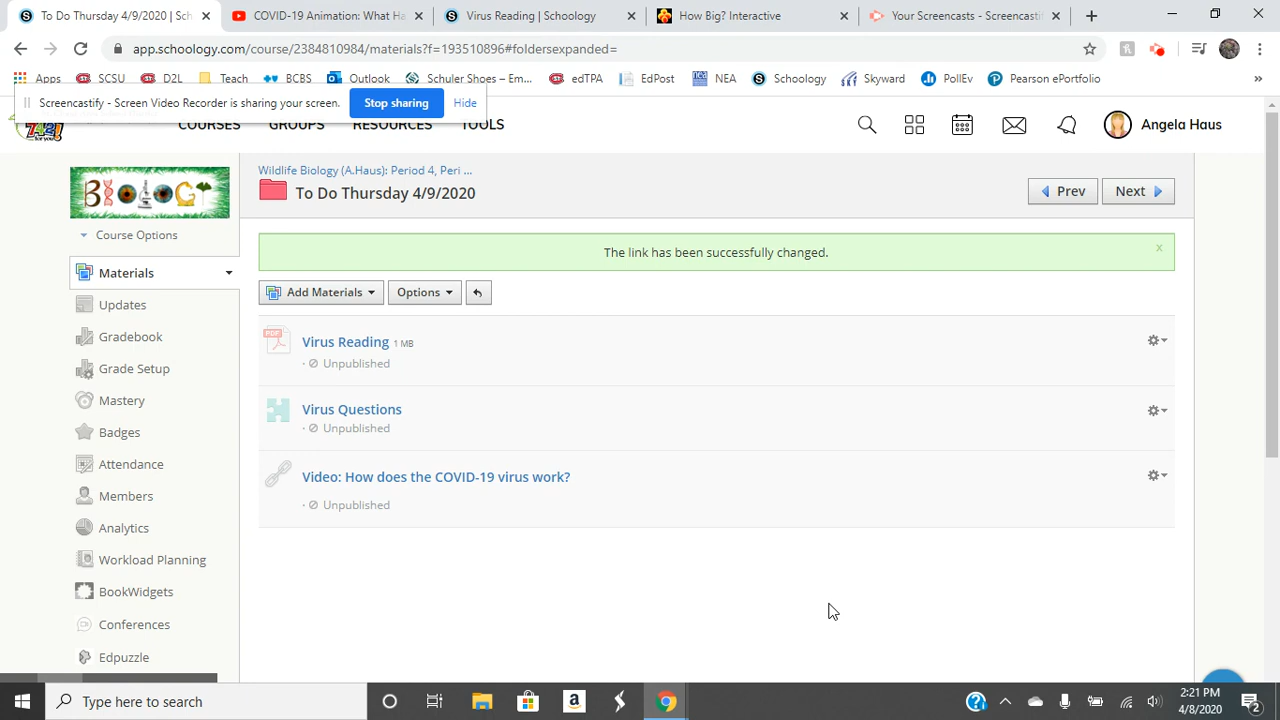 To Do Thursday 4/9/2020 | Sch
COVID-19 Animation: What H
Virus Reading | Schoology
How Big? Interactive
Your Screencasts - Screencastif
app.schoology.com/course/2384810984/materials?f=193510896#foldersexpanded=
Apps
SCSU
D2L
Teach
BCBS
Outlook
Schuler Shoes – Em...
edTPA
EdPost
NEA
Schoology
Skyward
PollEv
Pearson ePortfolio
»
Screencastify - Screen Video Recorder is sharing your screen.
Stop sharing
Hide
742!
COURSES
GROUPS
RESOURCES
TOOLS
Angela Haus
BIOLOGY
Wildlife Biology (A.Haus): Period 4, Peri ...
To Do Thursday 4/9/2020
Prev
Next
Course Options
The link has been successfully changed.
x
Materials
Add Materials
Options
Updates
Gradebook
Grade Setup
Mastery
Badges
Attendance
Members
Analytics
Workload Planning
BookWidgets
Conferences
Edpuzzle
PDF
Virus Reading 1 MB
· Unpublished
Virus Questions
· Unpublished
Video: How does the COVID-19 virus work?
· Unpublished
Type here to search
2:21 PM
4/8/2020
2